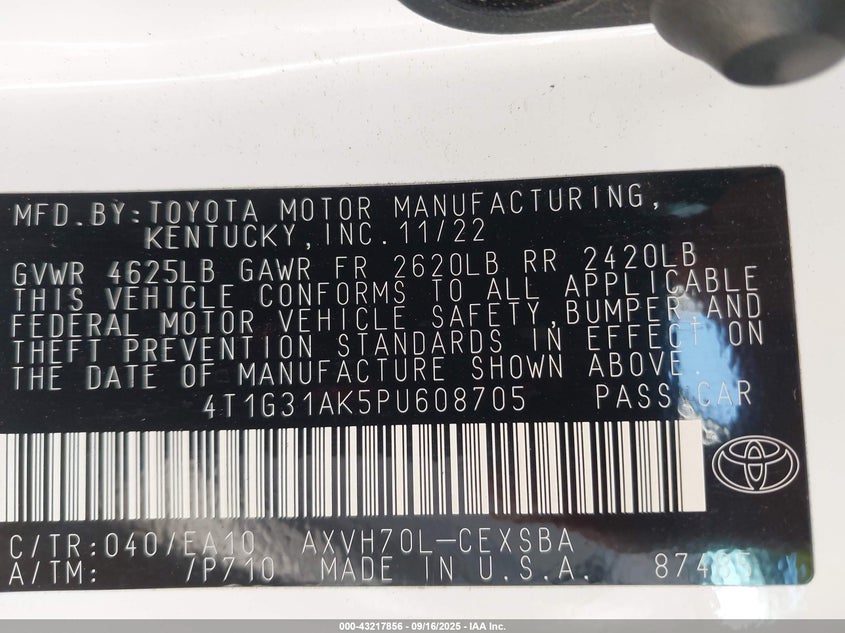 MFD.BY:TOYOTA MOTOR MANUFACTURING,
KENTUCKY,INC.11/22
GVWR 4625LB GAWR FR 2620LB RR 2420LB
THIS VEHICLE CONFORMS TO ALL APPLICABLE
FEDERAL MOTOR VEHICLE SAFETY,BUMPER,AND
THEFT PREVENTION STANDARDS IN EFFECT ON
THE DATE OF MANUFACTURE SHOWN ABOVE.
4T1G31AK5PU608705 PASS.CAR
C/TR:040/EA10 AXVH70L-CEXSBA
A/TM: /P710 MADE IN U.S.A.
000-43217856 - 09/16/2025 - IAA Inc.